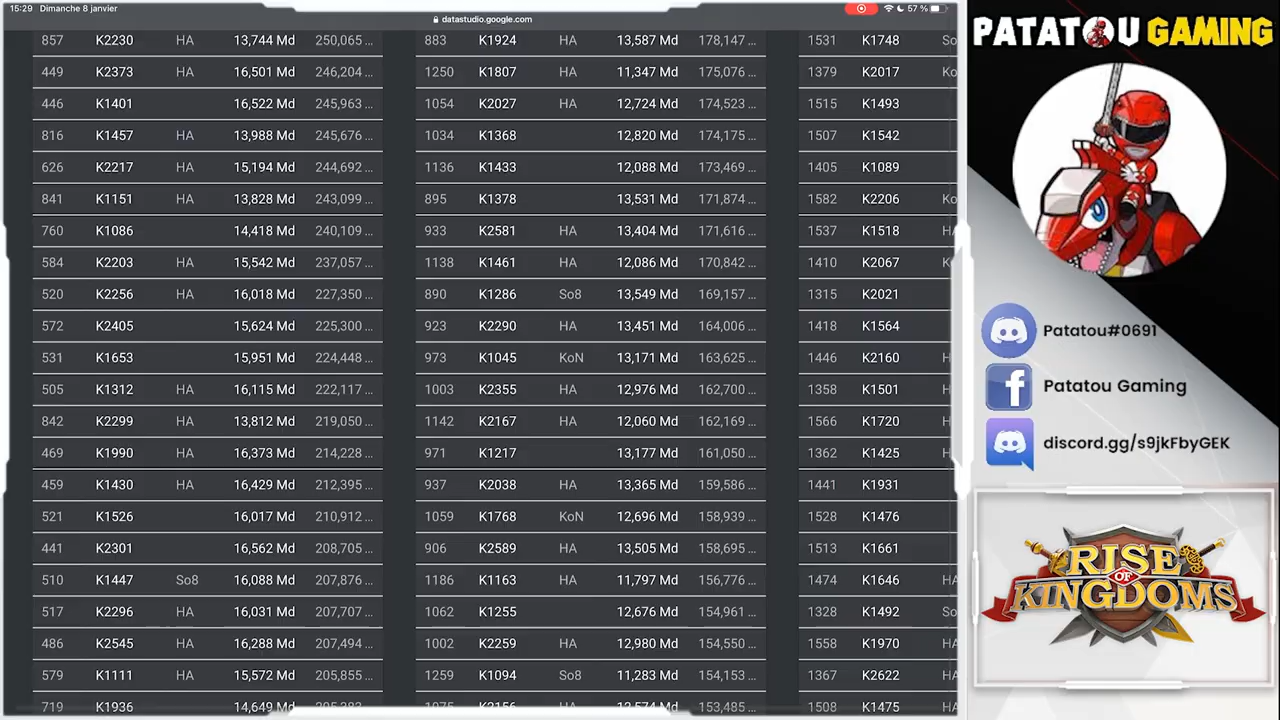 15:29 Dimanche 8 janvier
57 %
datastudio.google.com
857 K2230 HA 13,744 Md 250,065 ...
449 K2373 HA 16,501 Md 246,204 ...
446 K1401 16,522 Md 245,963 ...
816 K1457 HA 13,988 Md 245,676 ...
626 K2217 HA 15,194 Md 244,692 ...
841 K1151 HA 13,828 Md 243,099 ...
760 K1086 14,418 Md 240,109 ...
584 K2203 HA 15,542 Md 237,057 ...
520 K2256 HA 16,018 Md 227,350 ...
572 K2405 15,624 Md 225,300 ...
531 K1653 15,951 Md 224,448 ...
505 K1312 HA 16,115 Md 222,117 ...
842 K2299 HA 13,812 Md 219,050 ...
469 K1990 HA 16,373 Md 214,228 ...
459 K1430 HA 16,429 Md 212,395 ...
521 K1526 16,017 Md 210,912 ...
441 K2301 16,562 Md 208,705 ...
510 K1447 So8 16,088 Md 207,876 ...
517 K2296 HA 16,031 Md 207,707 ...
486 K2545 HA 16,288 Md 207,494 ...
579 K1111 HA 15,572 Md 205,855 ...
719 K1936 14,649 Md
883 K1924 HA 13,587 Md 178,147 ...
1250 K1807 HA 11,347 Md 175,076 ...
1054 K2027 HA 12,724 Md 174,523 ...
1034 K1368 12,820 Md 174,175 ...
1136 K1433 12,088 Md 173,469 ...
895 K1378 13,531 Md 171,874 ...
933 K2581 HA 13,404 Md 171,616 ...
1138 K1461 HA 12,086 Md 170,842 ...
890 K1286 So8 13,549 Md 169,157 ...
923 K2290 HA 13,451 Md 164,006 ...
973 K1045 KoN 13,171 Md 163,625 ...
1003 K2355 HA 12,976 Md 162,700 ...
1142 K2167 HA 12,060 Md 162,169 ...
971 K1217 13,177 Md 161,050 ...
937 K2038 HA 13,365 Md 159,586 ...
1059 K1768 KoN 12,696 Md 158,939 ...
906 K2589 HA 13,505 Md 158,695 ...
1186 K1163 HA 11,797 Md 156,776 ...
1062 K1255 HA 12,676 Md 154,961 ...
1002 K2259 HA 12,980 Md 154,550 ...
1259 K1094 So8 11,283 Md 154,153 ...
1075 K2156 HA 12,574 Md 153,485 ...
1531 K1748 So
1379 K2017 Ko
1515 K1493
1507 K1542
1405 K1089
1582 K2206 Ko
1537 K1518 HA
1410 K2067
1315 K2021
1418 K1564
1446 K2160
1358 K1501
1566 K1720
1362 K1425
1441 K1931
1528 K1476
1513 K1661
1474 K1646 HA
1328 K1492 So
1558 K1970
1367 K2622
1508 K1475
PATATOU GAMING
Patatou#0691
Patatou Gaming
discord.gg/s9jkFbyGEK
RISE
OF
KINGDOMS